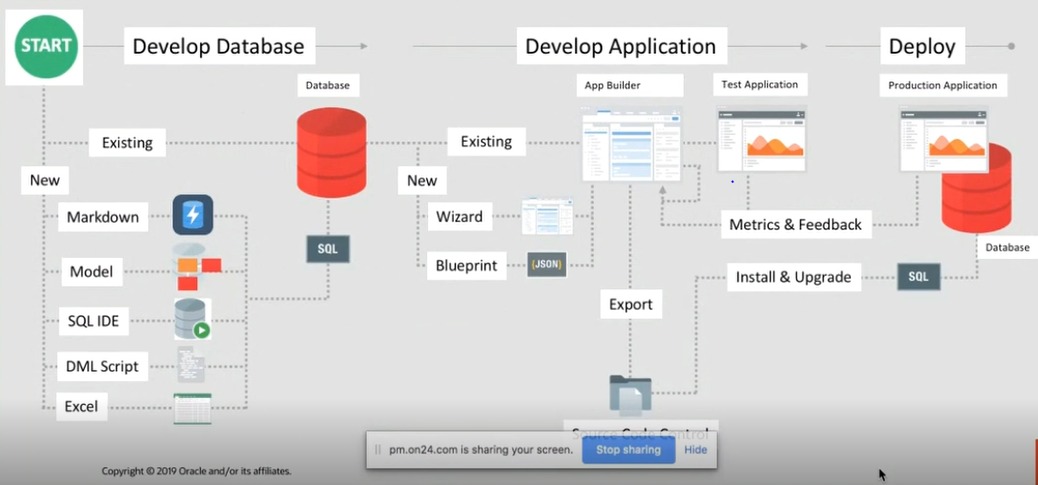 START
Develop Database
Develop Application
Deploy
Database
App Builder
Test Application
Production Application
Existing
Existing
New
New
Markdown
Wizard
Metrics & Feedback
SQL
Database
Model
Blueprint
{JSON}
Install & Upgrade
SQL
Export
SQL IDE
DML Script
Excel
Source Code Control
pm.on24.com is sharing your screen.
Stop sharing
Hide
Copyright © 2019 Oracle and/or its affiliates.